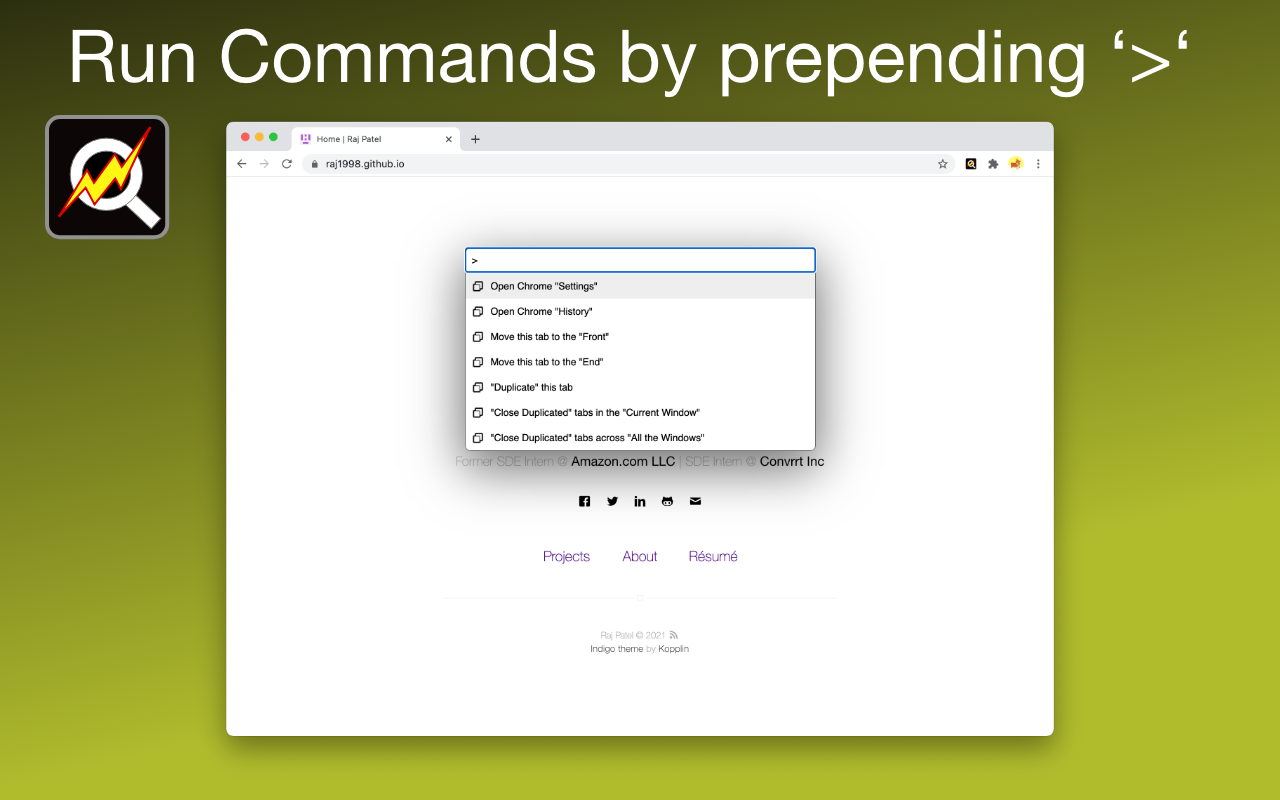 Run Commands by prepending ‘>‘
Home | Raj Patel
raj1998.github.io
>
Open Chrome "Settings"
Open Chrome "History"
Move this tab to the "Front"
Move this tab to the "End"
"Duplicate" this tab
"Close Duplicated" tabs in the "Current Window"
"Close Duplicated" tabs across "All the Windows"
Former SDE Intern @ Amazon.com LLC | SDE Intern @ Convrrt Inc
Projects About Résumé
Raj Patel © 2021
Indigo theme by Kopplin